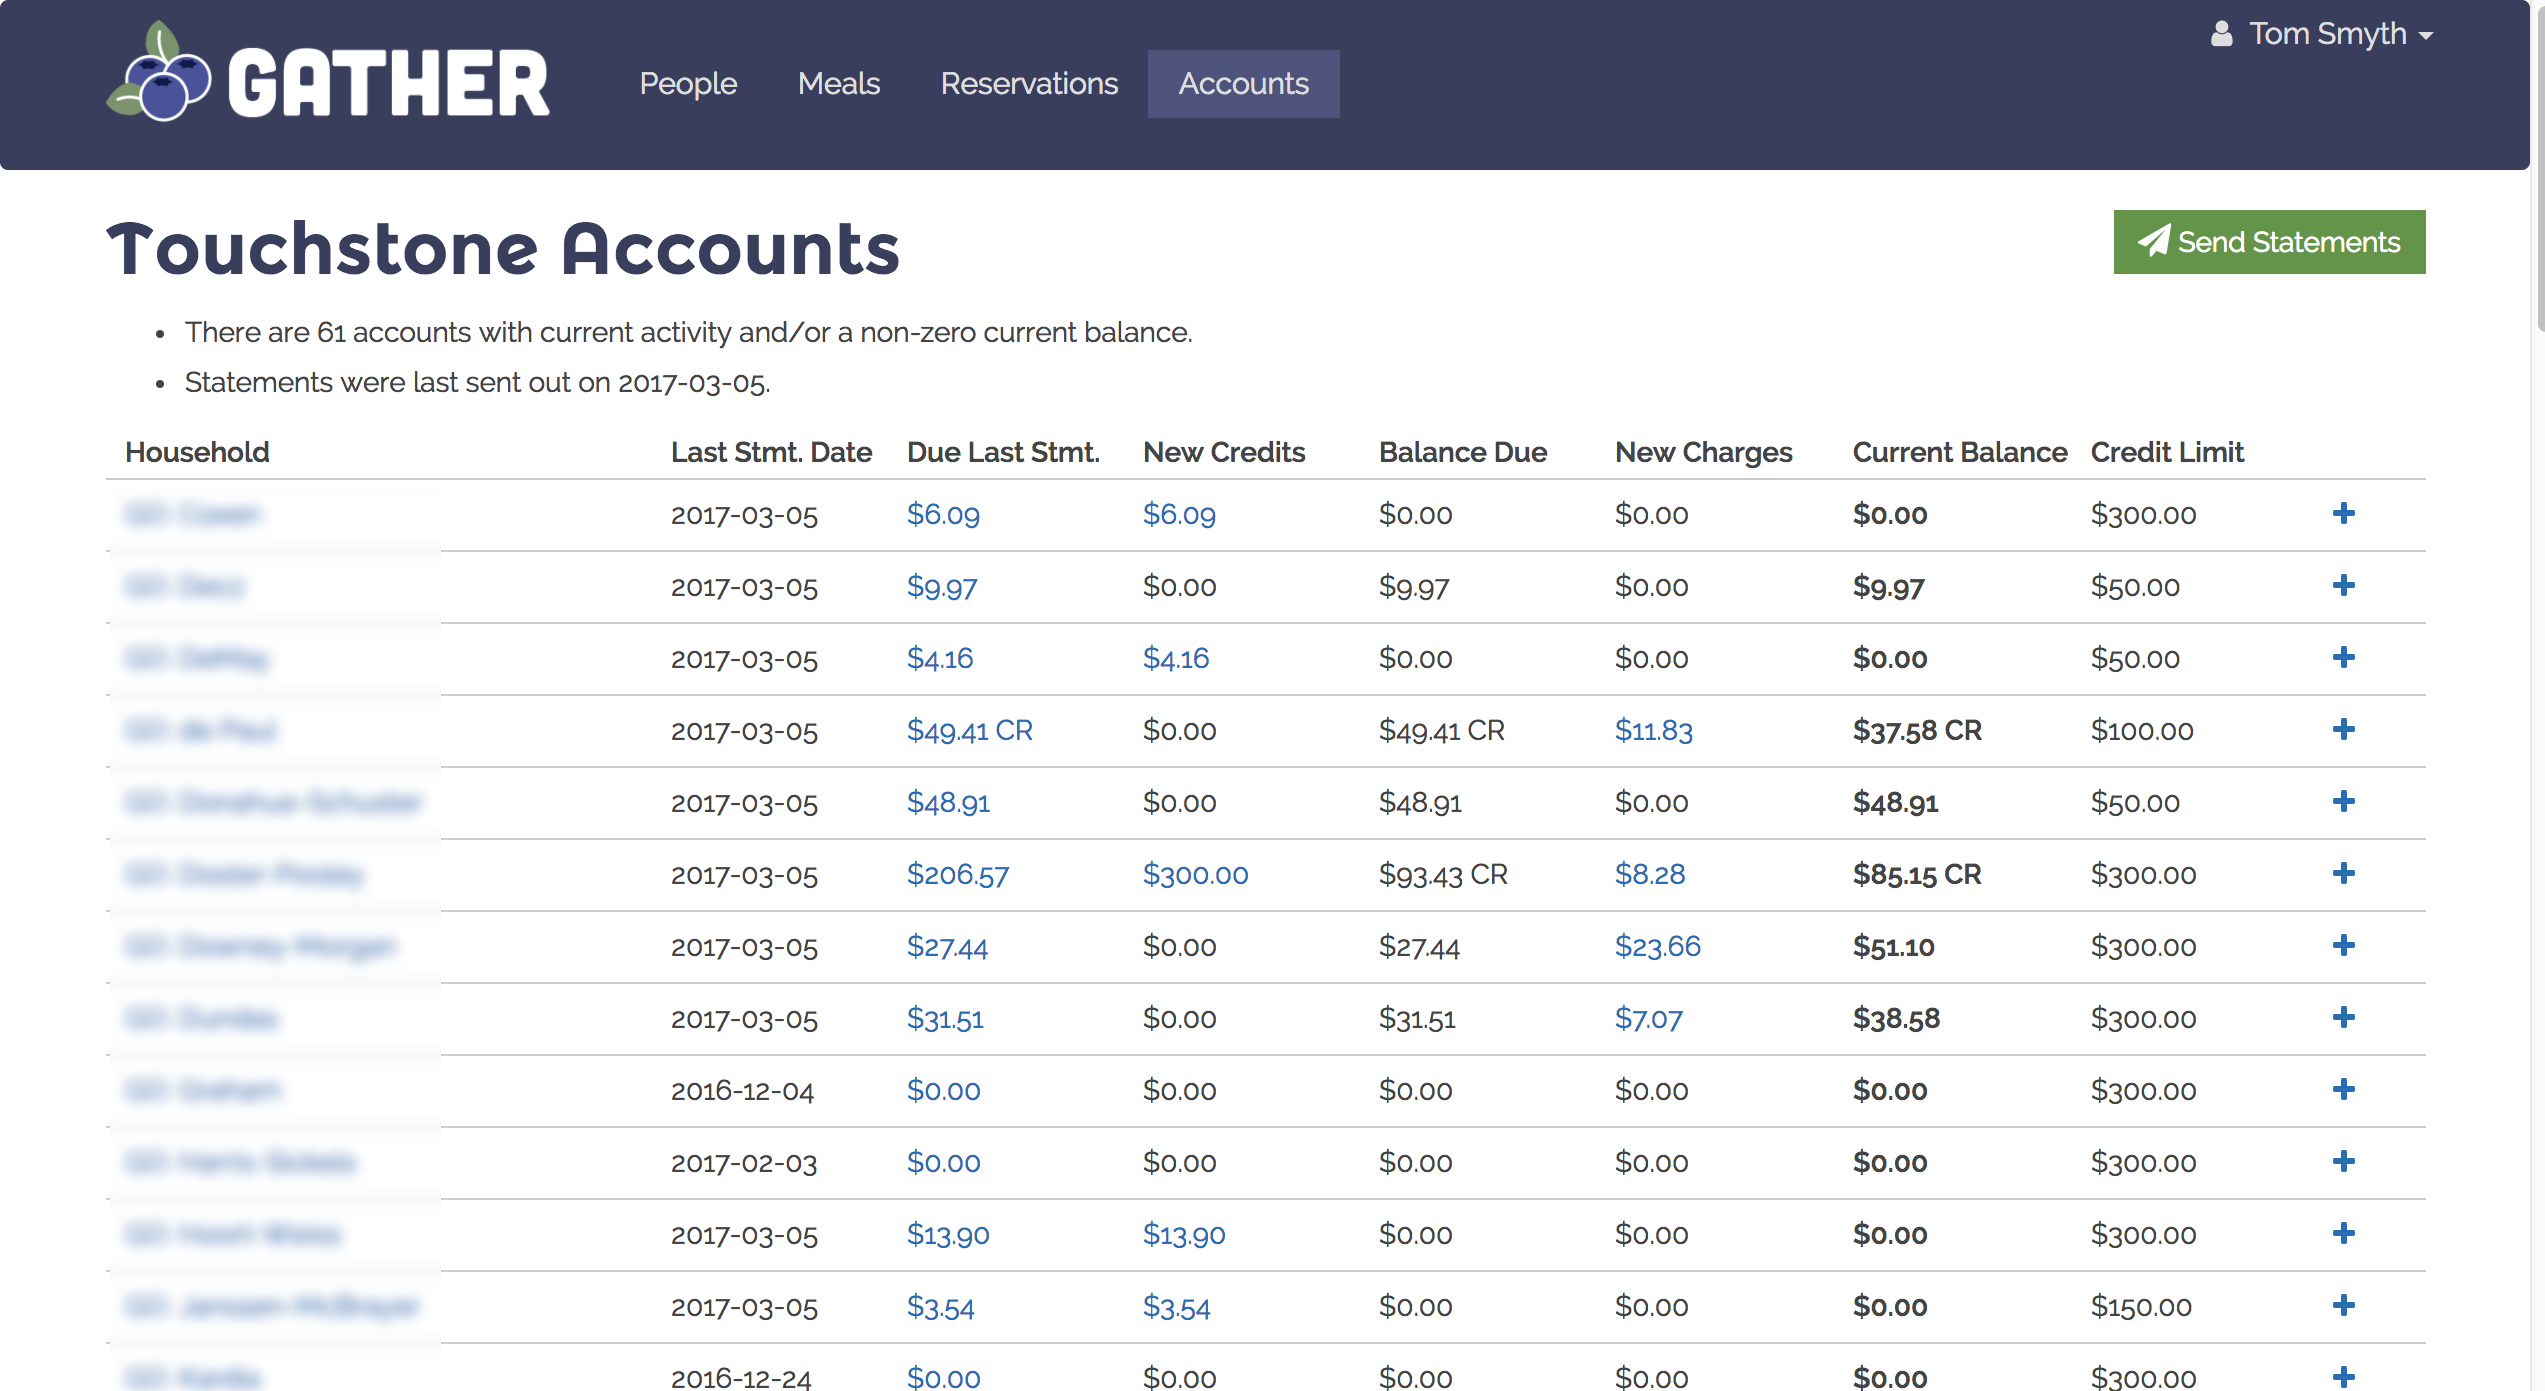 GATHER
People Meals Reservations Accounts
Tom Smyth
Touchstone Accounts
Send Statements
There are 61 accounts with current activity and/or a non-zero current balance.
Statements were last sent out on 2017-03-05.
Household Last Stmt. Date Due Last Stmt. New Credits Balance Due New Charges Current Balance Credit Limit
2017-03-05 $6.09 $6.09 $0.00 $0.00 $0.00 $300.00
2017-03-05 $9.97 $0.00 $9.97 $0.00 $9.97 $50.00
2017-03-05 $4.16 $4.16 $0.00 $0.00 $0.00 $50.00
2017-03-05 $49.41 CR $0.00 $49.41 CR $11.83 $37.58 CR $100.00
2017-03-05 $48.91 $0.00 $48.91 $0.00 $48.91 $50.00
2017-03-05 $206.57 $300.00 $93.43 CR $8.28 $85.15 CR $300.00
2017-03-05 $27.44 $0.00 $27.44 $23.66 $51.10 $300.00
2017-03-05 $31.51 $0.00 $31.51 $7.07 $38.58 $300.00
2016-12-04 $0.00 $0.00 $0.00 $0.00 $0.00 $300.00
2017-02-03 $0.00 $0.00 $0.00 $0.00 $0.00 $300.00
2017-03-05 $13.90 $13.90 $0.00 $0.00 $0.00 $300.00
2017-03-05 $3.54 $3.54 $0.00 $0.00 $0.00 $150.00
2016-12-24 $0.00 $0.00 $0.00 $0.00 $0.00 $300.00